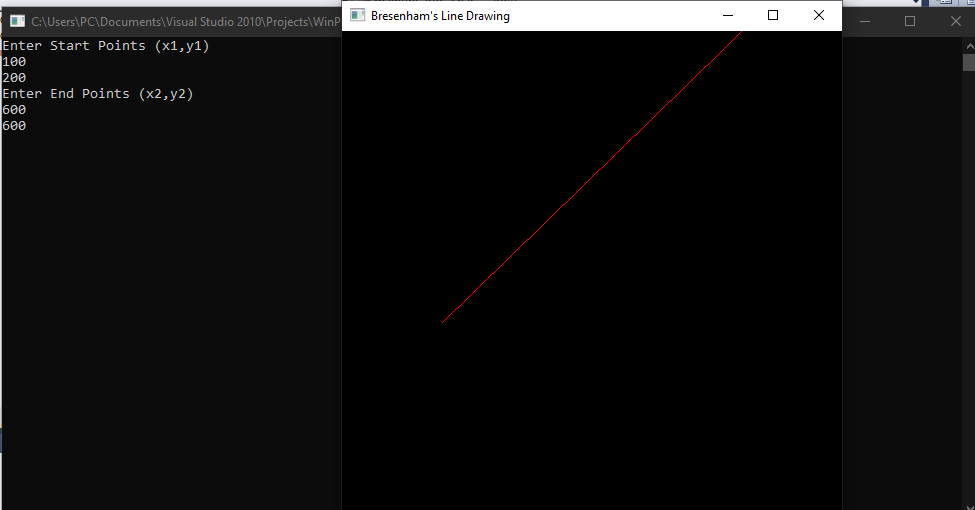 Bresenham's Line Drawing
C:\Users\PC\Documents\Visual Studio 2010\Projects\WinP
Enter Start Points (x1,y1)
100
200
Enter End Points (x2,y2)
600
600